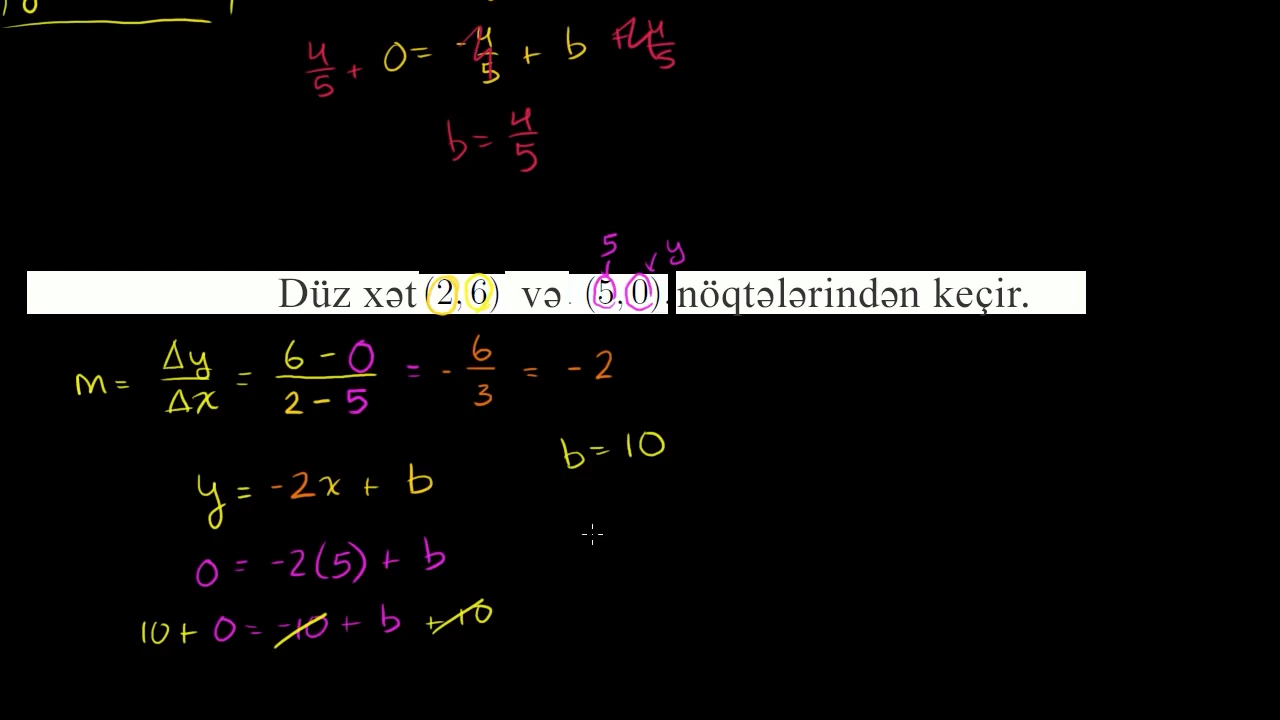 4/5 + 0 = -4/5 + b + 4/5
b = 4/5
5 y
Düz xət (2, 6) və . (5, 0). nöqtələrindən keçir.
m = Δy/Δx = (6 - 0)/(2 - 5) = - 6/3 = - 2
b = 10
y = -2x + b
0 = -2(5) + b
10 + 0 = -10 + b + 10